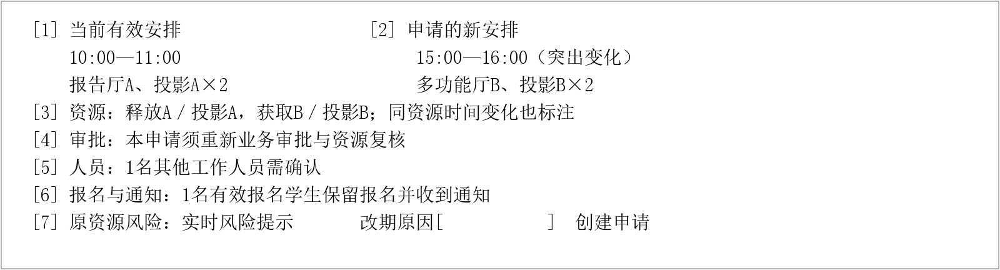 [1] 当前有效安排 [2] 申请的新安排
10:00—11:00 15:00—16:00（突出变化）
报告厅A、投影A×2 多功能厅B、投影B×2
[3] 资源：释放A／投影A，获取B／投影B；同资源时间变化也标注
[4] 审批：本申请须重新业务审批与资源复核
[5] 人员：1名其他工作人员需确认
[6] 报名与通知：1名有效报名学生保留报名并收到通知
[7] 原资源风险：实时风险提示 改期原因[ ] 创建申请